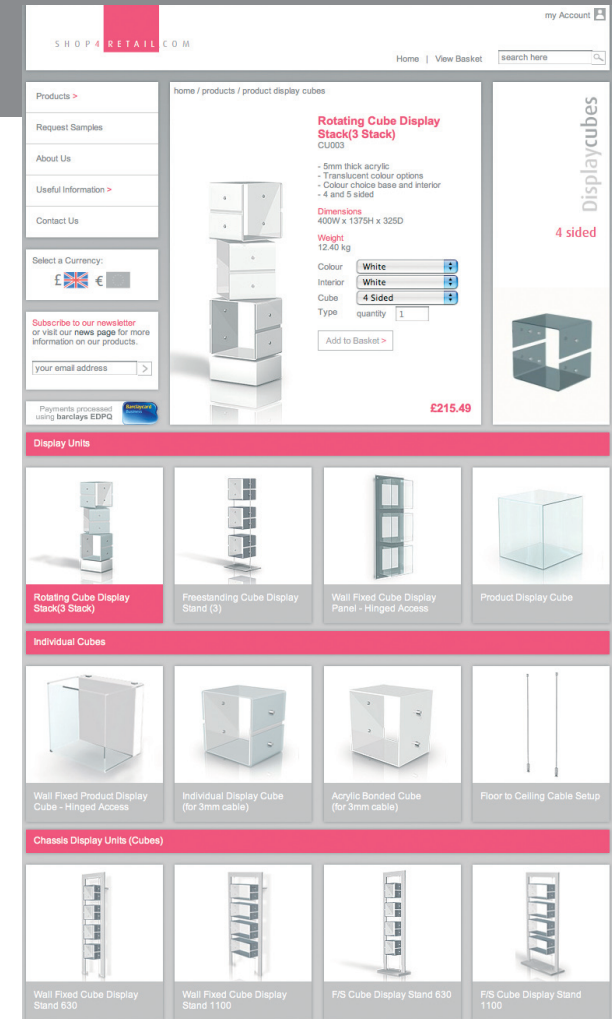 my Account
SHOP4RETAIL.COM
Home | View Basket
search here
Products >
Request Samples
About Us
Useful Information >
Contact Us
Select a Currency:
£ €
Subscribe to our newsletter
or visit our news page for more
information on our products.
your email address >
Payments processed
using barclays EDPQ
Barclaycard
home / products / product display cubes
Rotating Cube Display
Stack(3 Stack)
CU003
- 5mm thick acrylic
- Translucent colour options
- Colour choice base and interior
- 4 and 5 sided
Dimensions
400W x 1375H x 325D
Weight
12.40 kg
Colour White
Interior White
Cube 4 Sided
Type quantity 1
Add to Basket >
£215.49
Displaycubes
4 sided
Display Units
Rotating Cube Display
Stack(3 Stack)
Freestanding Cube Display
Stand (3)
Wall Fixed Cube Display
Panel - Hinged Access
Product Display Cube
Individual Cubes
Wall Fixed Product Display
Cube - Hinged Access
Individual Display Cube
(for 3mm cable)
Acrylic Bonded Cube
(for 3mm cable)
Floor to Ceiling Cable Setup
Chassis Display Units (Cubes)
Wall Fixed Cube Display
Stand 630
Wall Fixed Cube Display
Stand 1100
F/S Cube Display Stand 630
F/S Cube Display Stand
1100